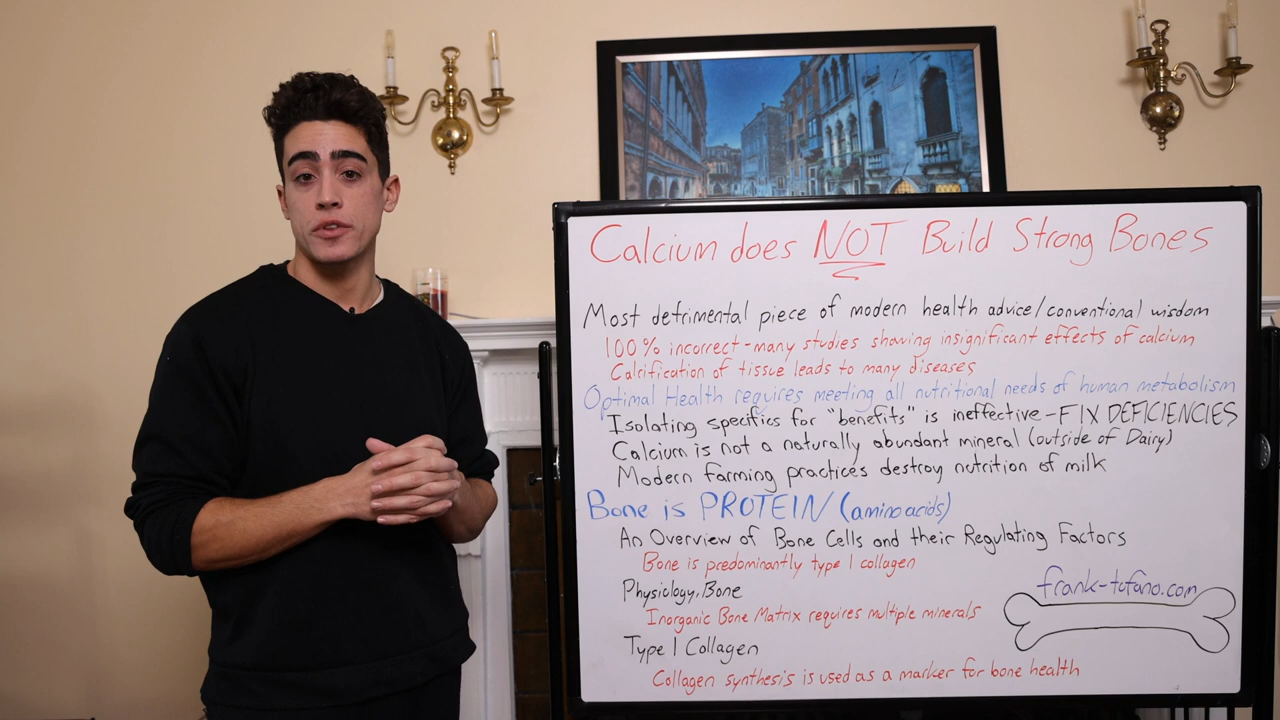 Calcium does NOT Build Strong Bones
Most detrimental piece of modern health advice/conventional wisdom
100% incorrect - many studies showing insignificant effects of calcium
Calcification of tissue leads to many diseases
Optimal Health requires meeting all nutritional needs of human metabolism
Isolating specifics for "benefits" is ineffective - FIX DEFICIENCIES
Calcium is not a naturally abundant mineral (outside of Dairy)
Modern farming practices destroy nutrition of milk
Bone is PROTEIN (amino acids)
An Overview of Bone Cells and their Regulating Factors
Bone is predominantly type 1 collagen
Physiology, Bone
Inorganic Bone Matrix requires multiple minerals
Type 1 Collagen
Collagen synthesis is used as a marker for bone health
frank-tufano.com